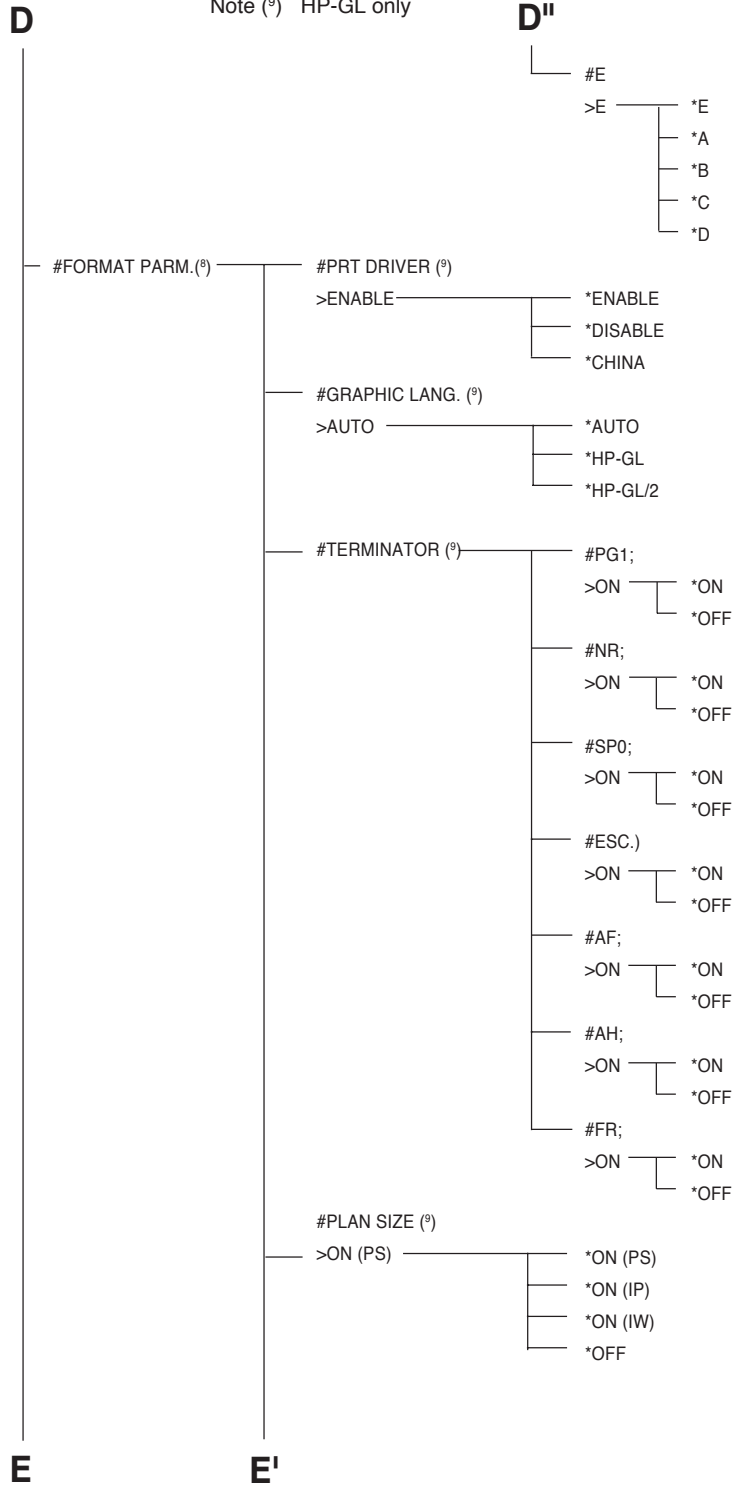 Note (⁹) HP-GL only
D D"
#E
>E *E
*A
*B
*C
*D
#FORMAT PARM.(⁸) #PRT DRIVER (⁹)
>ENABLE *ENABLE
*DISABLE
*CHINA
#GRAPHIC LANG. (⁹)
>AUTO *AUTO
*HP-GL
*HP-GL/2
#TERMINATOR (⁹) #PG1;
>ON *ON
*OFF
#NR;
>ON *ON
*OFF
#SP0;
>ON *ON
*OFF
#ESC.)
>ON *ON
*OFF
#AF;
>ON *ON
*OFF
#AH;
>ON *ON
*OFF
#FR;
>ON *ON
*OFF
#PLAN SIZE (⁹)
>ON (PS) *ON (PS)
*ON (IP)
*ON (IW)
*OFF
E E'